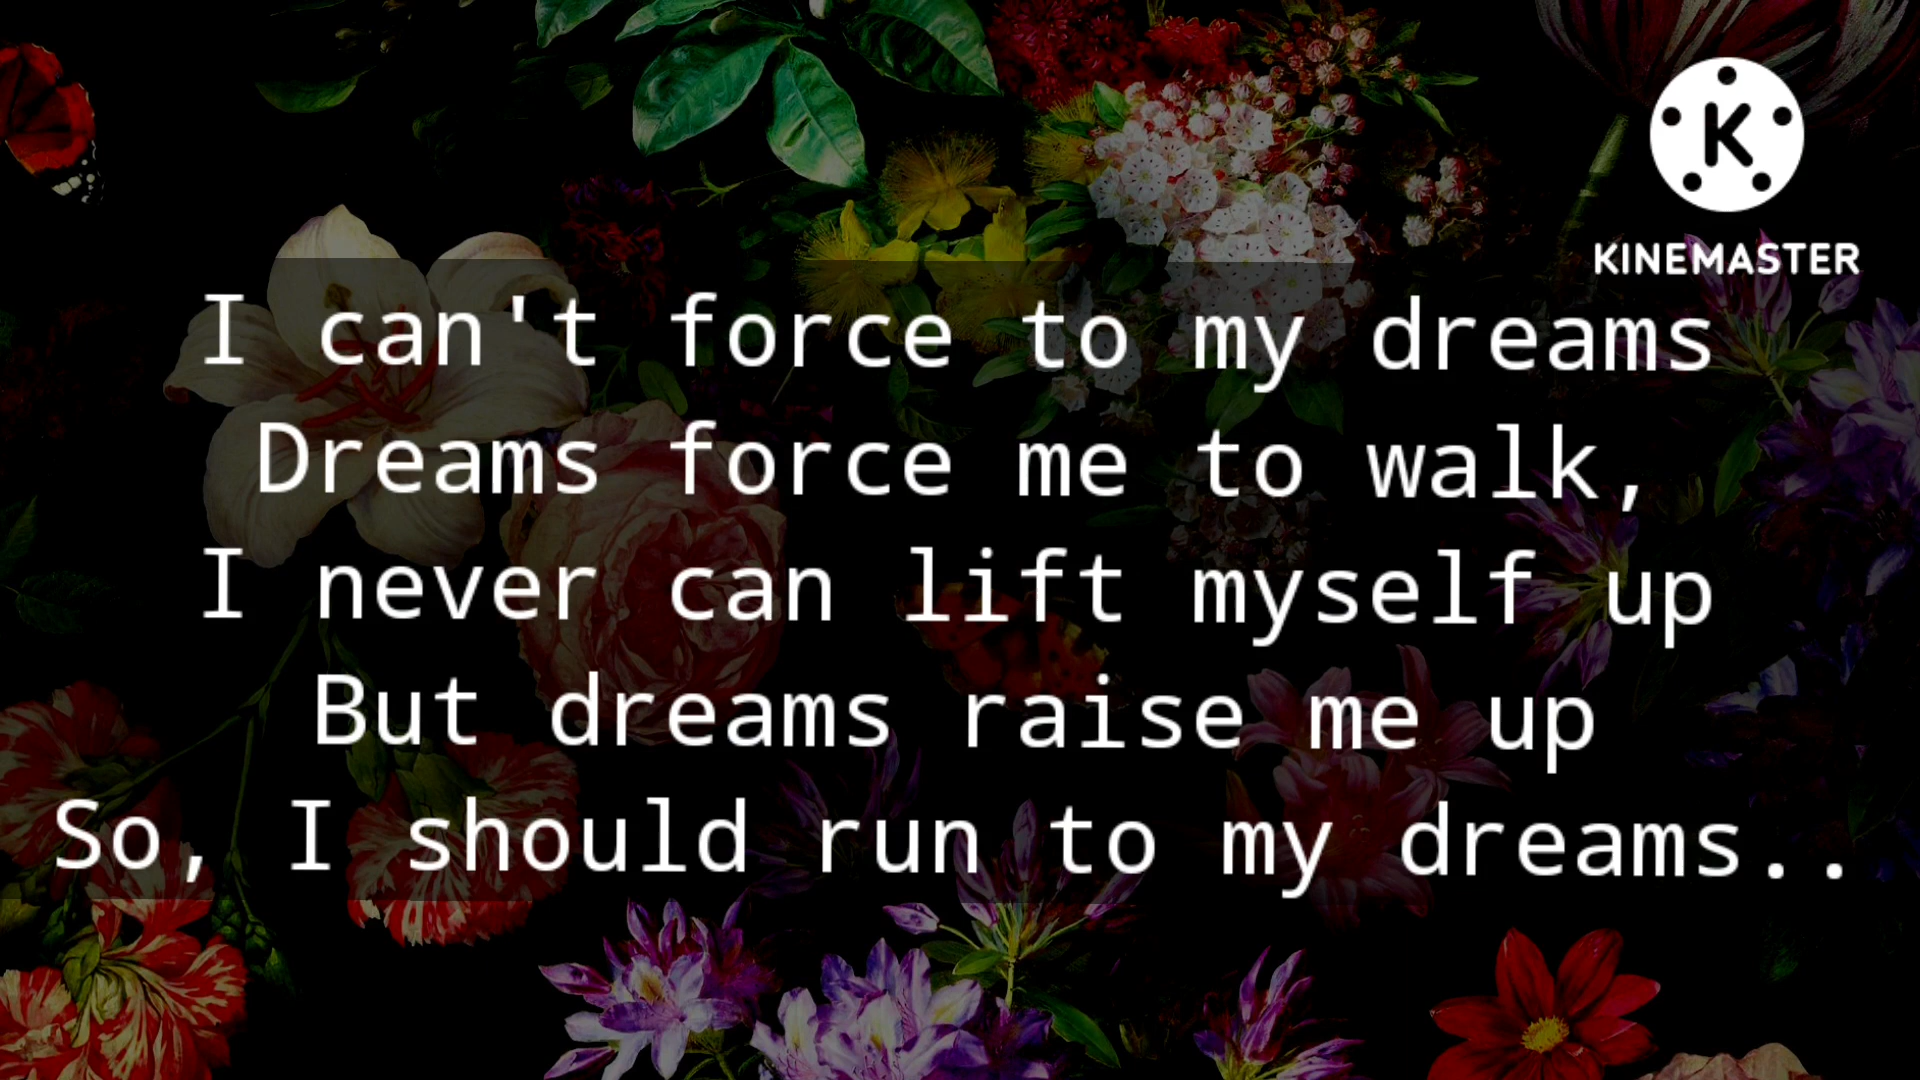 K
KINEMASTER
I can't force to my dreams
Dreams force me to walk,
I never can lift myself up
But dreams raise me up
So, I should run to my dreams..